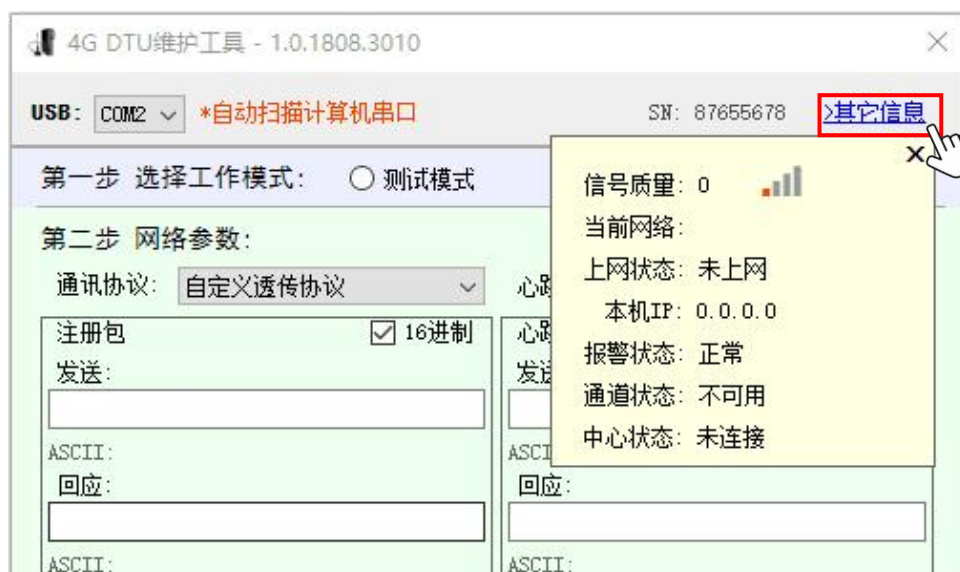 4G DTU维护工具 - 1.0.1808.3010
USB: COM2 *自动扫描计算机串口 SN: 87655678 >其它信息
第一步 选择工作模式: 测试模式
信号质量: 0
当前网络:
上网状态: 未上网
本机IP: 0.0.0.0
报警状态: 正常
通道状态: 不可用
中心状态: 未连接
第二步 网络参数:
通讯协议: 自定义透传协议
注册包 16进制
发送:
ASCII:
回应:
ASCII:
心
心
发
ASCI
回应:
ASCII: